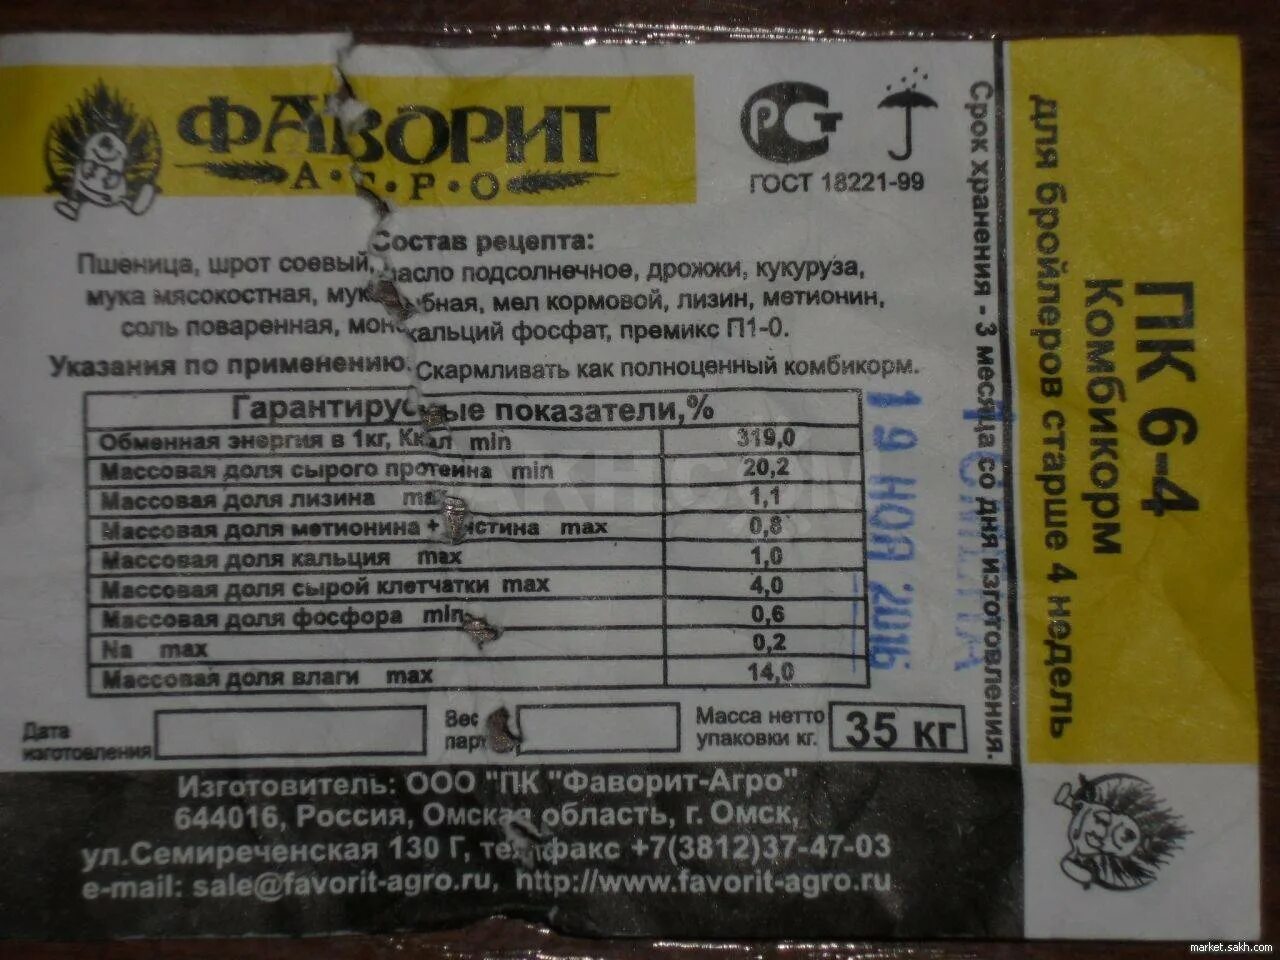 ФАВОРИТ
А·Г·Р·О
РСТ
ГОСТ 18221-99
Состав рецепта:
Пшеница, шрот соевый, масло подсолнечное, дрожжи, кукуруза,
мука мясокостная, мука рыбная, мел кормовой, лизин, метионин,
соль поваренная, монокальций фосфат, премикс П1-0.
Указания по применению: Скармливать как полноценный комбикорм.
Гарантируемые показатели,%
Обменная энергия в 1кг, Ккал min 319,0
Массовая доля сырого протеина min 20,2
Массовая доля лизина max 1,1
Массовая доля метионина + цистина max 0,8
Массовая доля кальция max 1,0
Массовая доля сырой клетчатки max 4,0
Массовая доля фосфора min 0,6
Na max 0,2
Массовая доля влаги max 14,0
Дата изготовления
Вес партии
Масса нетто упаковки кг. 35 кг
Изготовитель: ООО "ПК "Фаворит-Агро"
644016, Россия, Омская область, г. Омск,
ул.Семиреченская 130 Г, тел/факс +7(3812)37-47-03
e-mail: sale@favorit-agro.ru, http://www.favorit-agro.ru
Срок хранения - 3 месяца со дня изготовления.
19 НОЯ 2015
ПК 6-4
Комбикорм
для бройлеров старше 4 недель
market.sakh.com